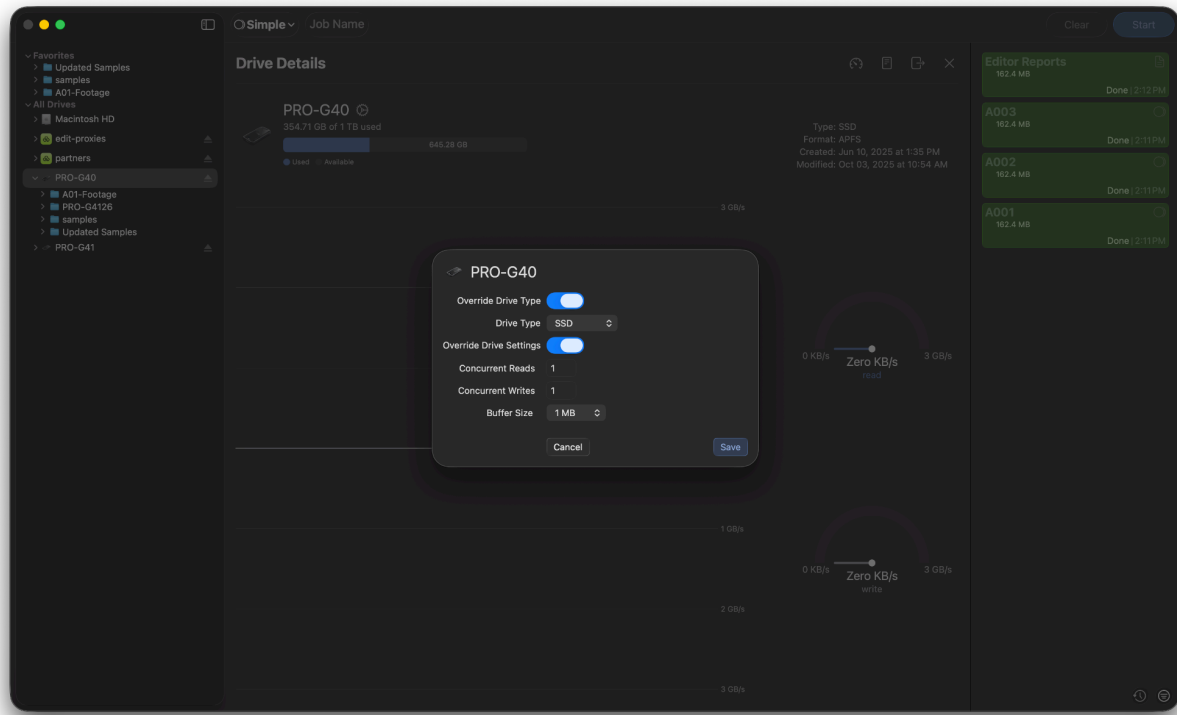 Simple
Job Name
Clear
Start
Favorites
Updated Samples
samples
A01-Footage
All Drives
Macintosh HD
edit-proxies
partners
PRO-G40
A01-Footage
PRO-G4126
samples
Updated Samples
PRO-G41
Drive Details
PRO-G40
354.71 GB of 1 TB used
645.28 GB
Used Available
Type: SSD
Format: APFS
Created: Jun 10, 2025 at 1:35 PM
Modified: Oct 03, 2025 at 10:54 AM
3 GB/s
1 GB/s
2 GB/s
3 GB/s
0 KB/s
Zero KB/s
3 GB/s
read
0 KB/s
Zero KB/s
3 GB/s
write
PRO-G40
Override Drive Type
Drive Type SSD
Override Drive Settings
Concurrent Reads 1
Concurrent Writes 1
Buffer Size 1 MB
Cancel
Save
Editor Reports
162.4 MB
Done | 2:12 PM
A003
162.4 MB
Done | 2:11 PM
A002
162.4 MB
Done | 2:11 PM
A001
162.4 MB
Done | 2:11 PM